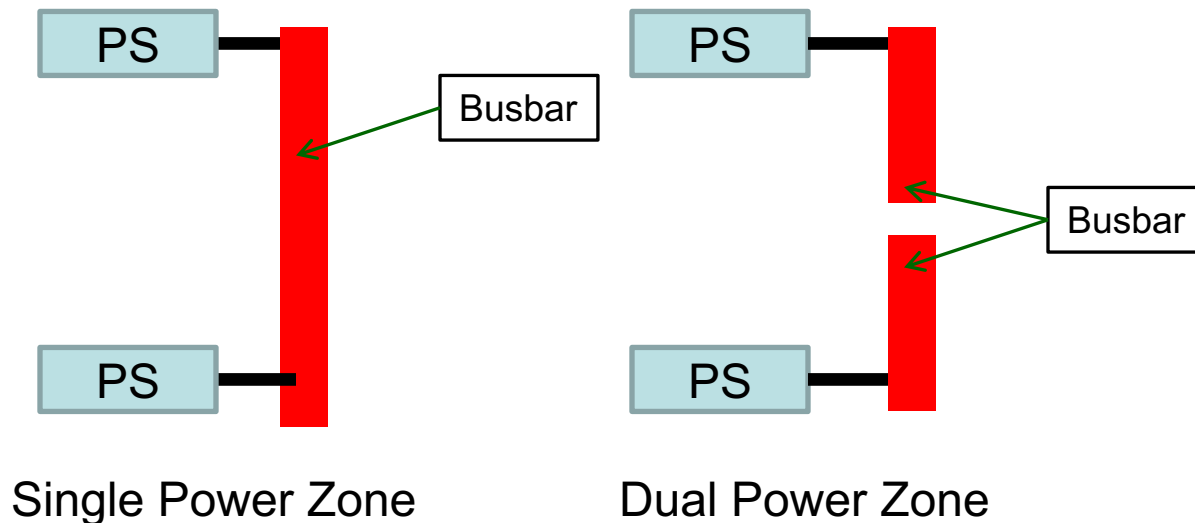 PS
Busbar
PS
Single Power Zone
PS
Busbar
PS
Dual Power Zone